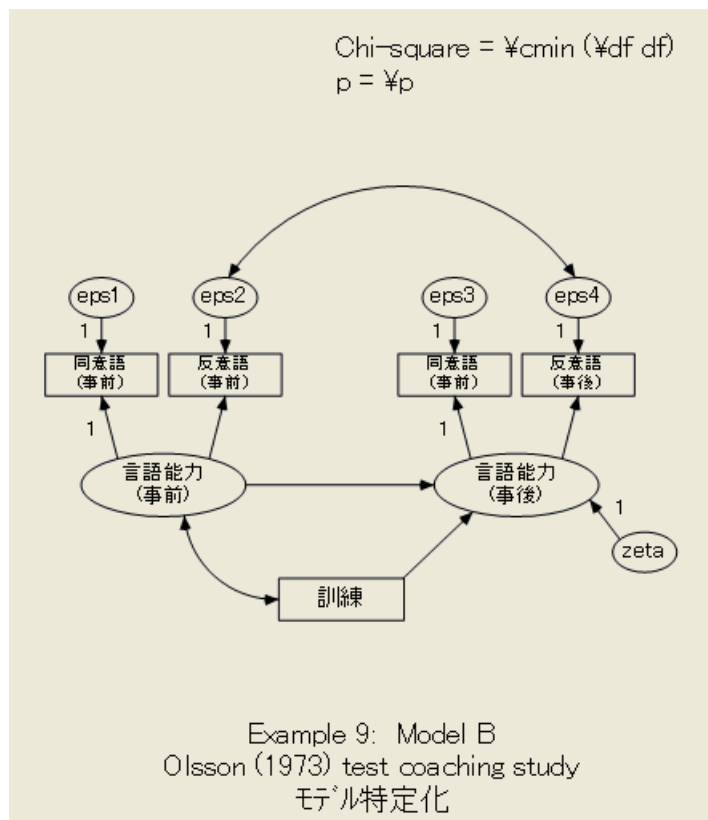 Chi-square = ¥cmin (¥df df)
p = ¥p
eps1
eps2
eps3
eps4
1
1
1
1
同意語
(事前)
反意語
(事前)
同意語
(事前)
反意語
(事後)
1
1
言語能力
(事前)
言語能力
(事後)
1
zeta
訓練
Example 9: Model B
Olsson (1973) test coaching study
モデル特定化